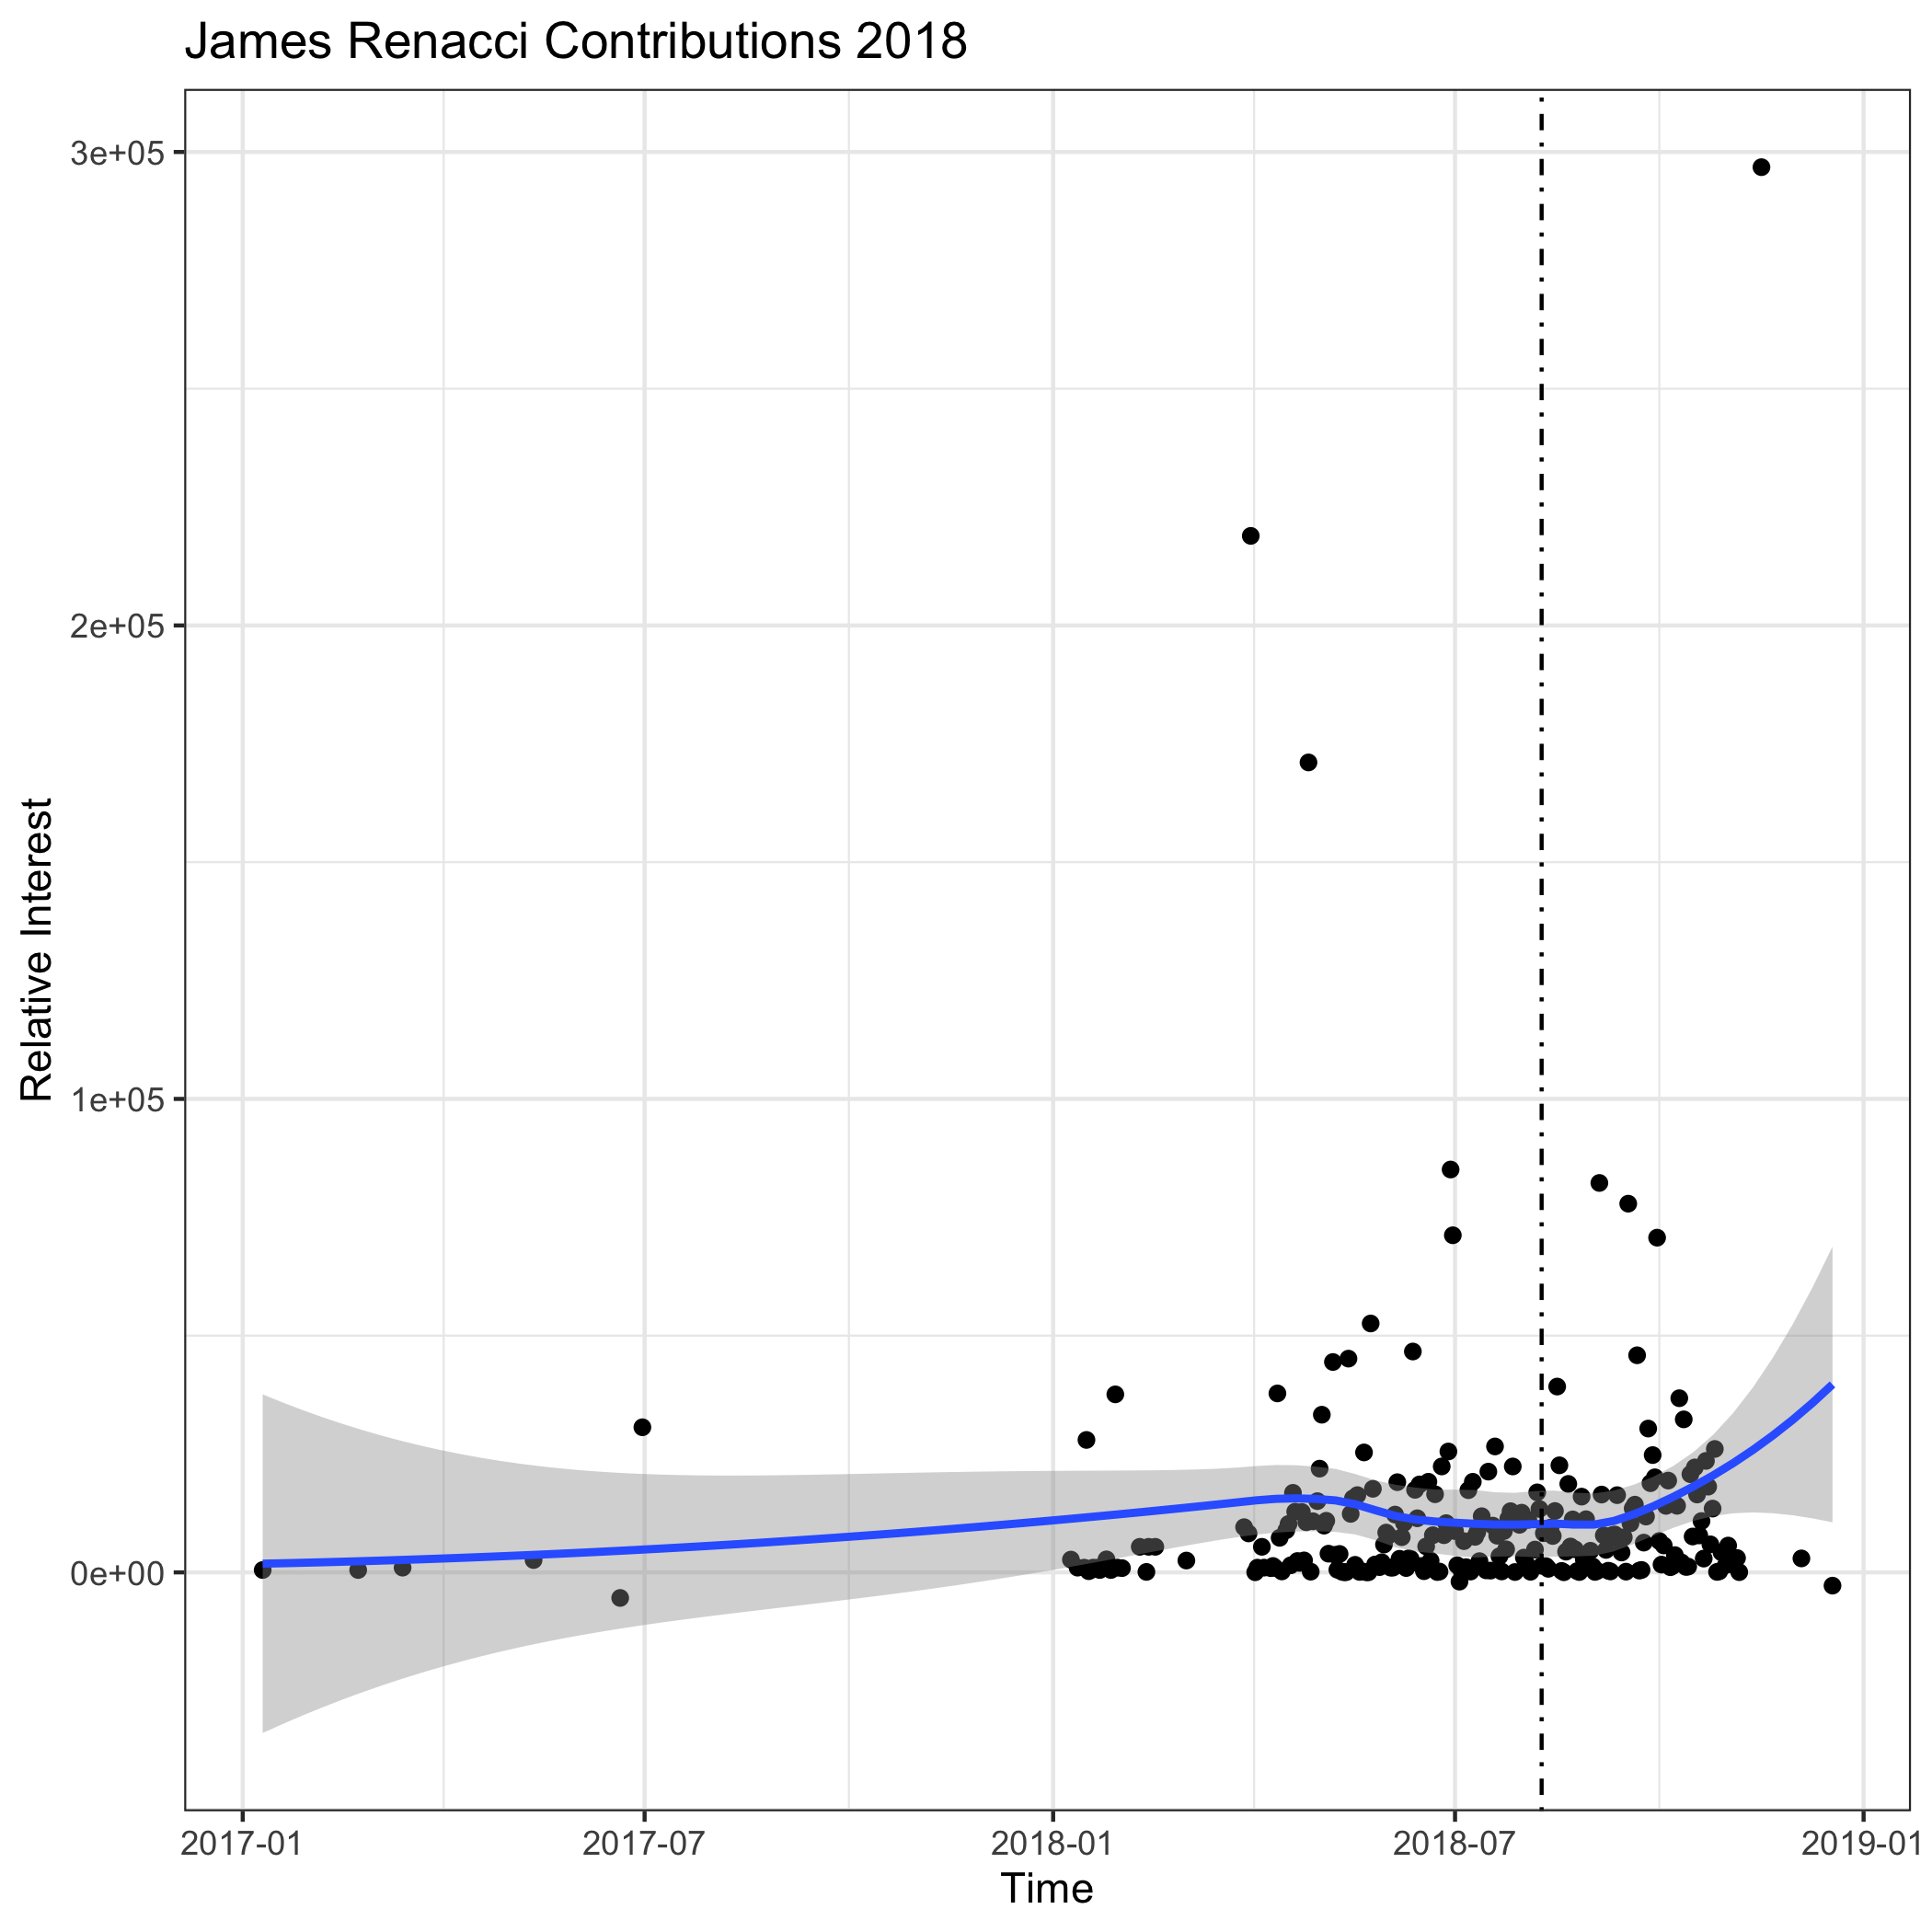 James Renacci Contributions 2018
3e+05
2e+05
1e+05
0e+00
Relative Interest
2017-01
2017-07
2018-01
2018-07
2019-01
Time